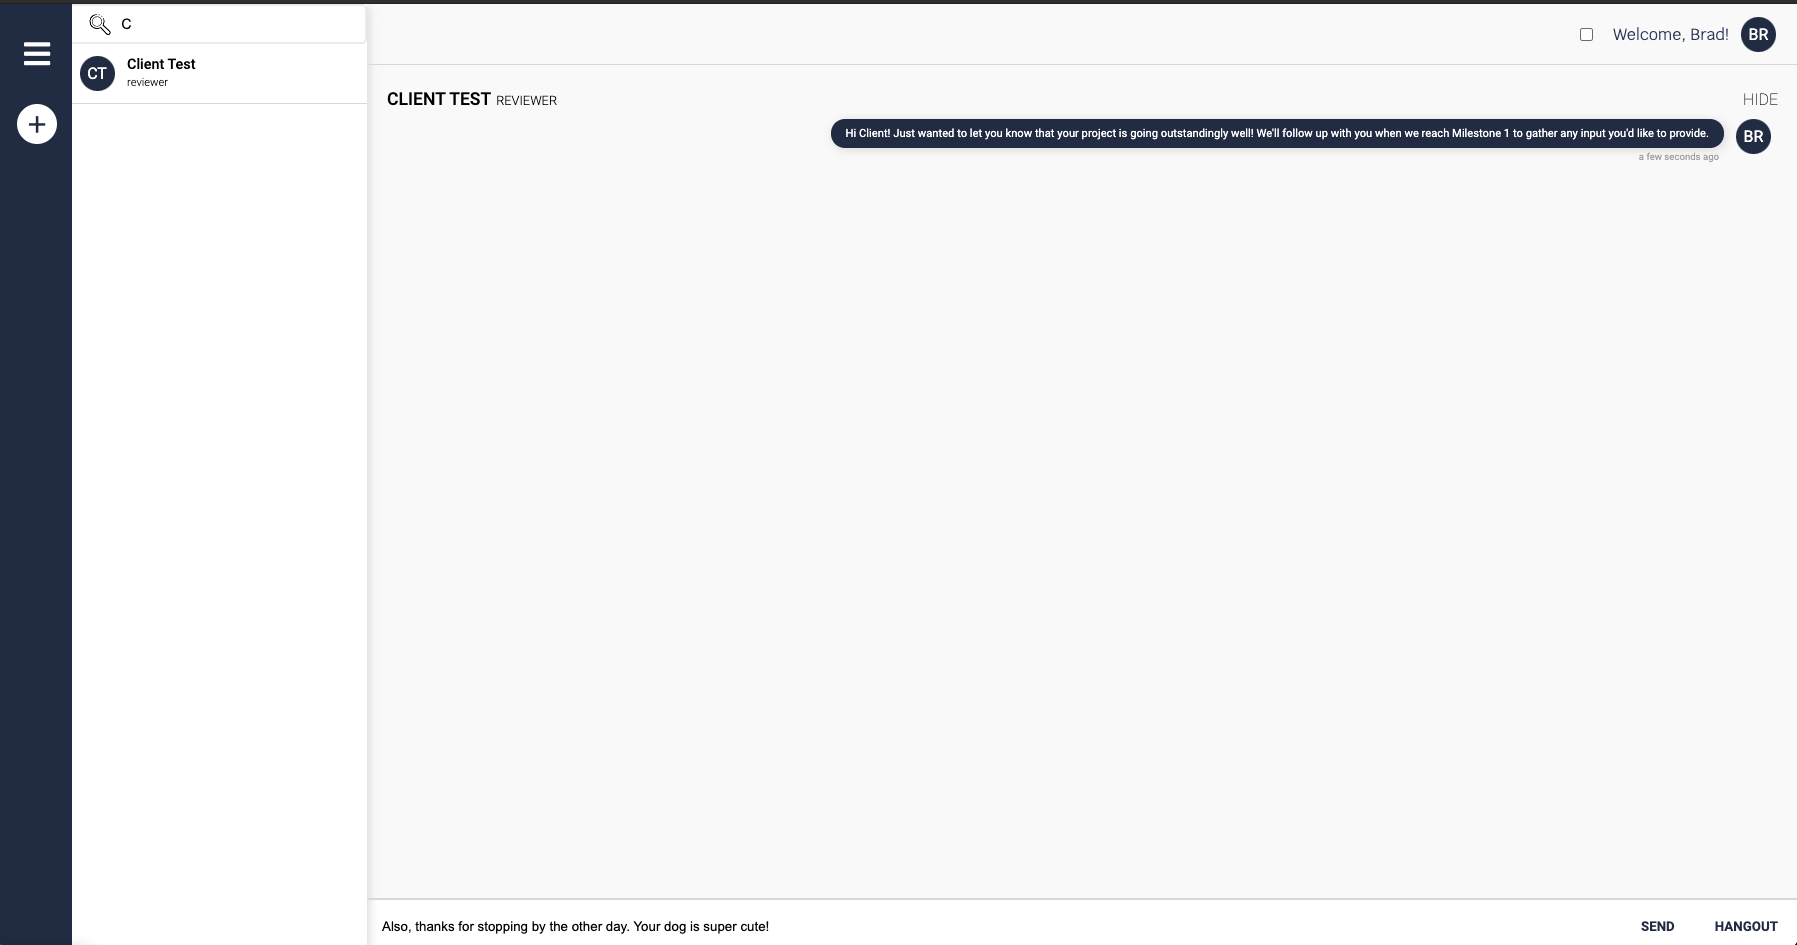 C
Welcome, Brad!
BR
CT
Client Test
reviewer
CLIENT TEST REVIEWER
HIDE
Hi Client! Just wanted to let you know that your project is going outstandingly well! We'll follow up with you when we reach Milestone 1 to gather any input you'd like to provide.
BR
a few seconds ago
Also, thanks for stopping by the other day. Your dog is super cute!
SEND
HANGOUT